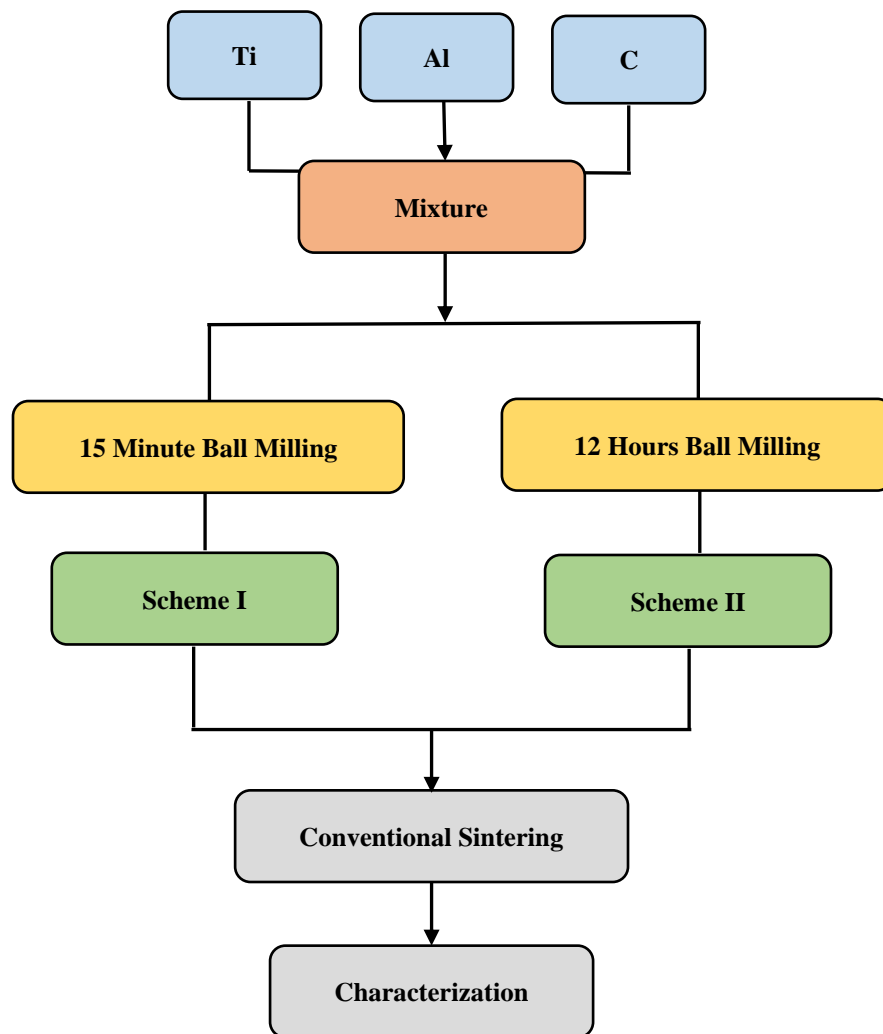 Ti
Al
C
Mixture
15 Minute Ball Milling
12 Hours Ball Milling
Scheme I
Scheme II
Conventional Sintering
Characterization